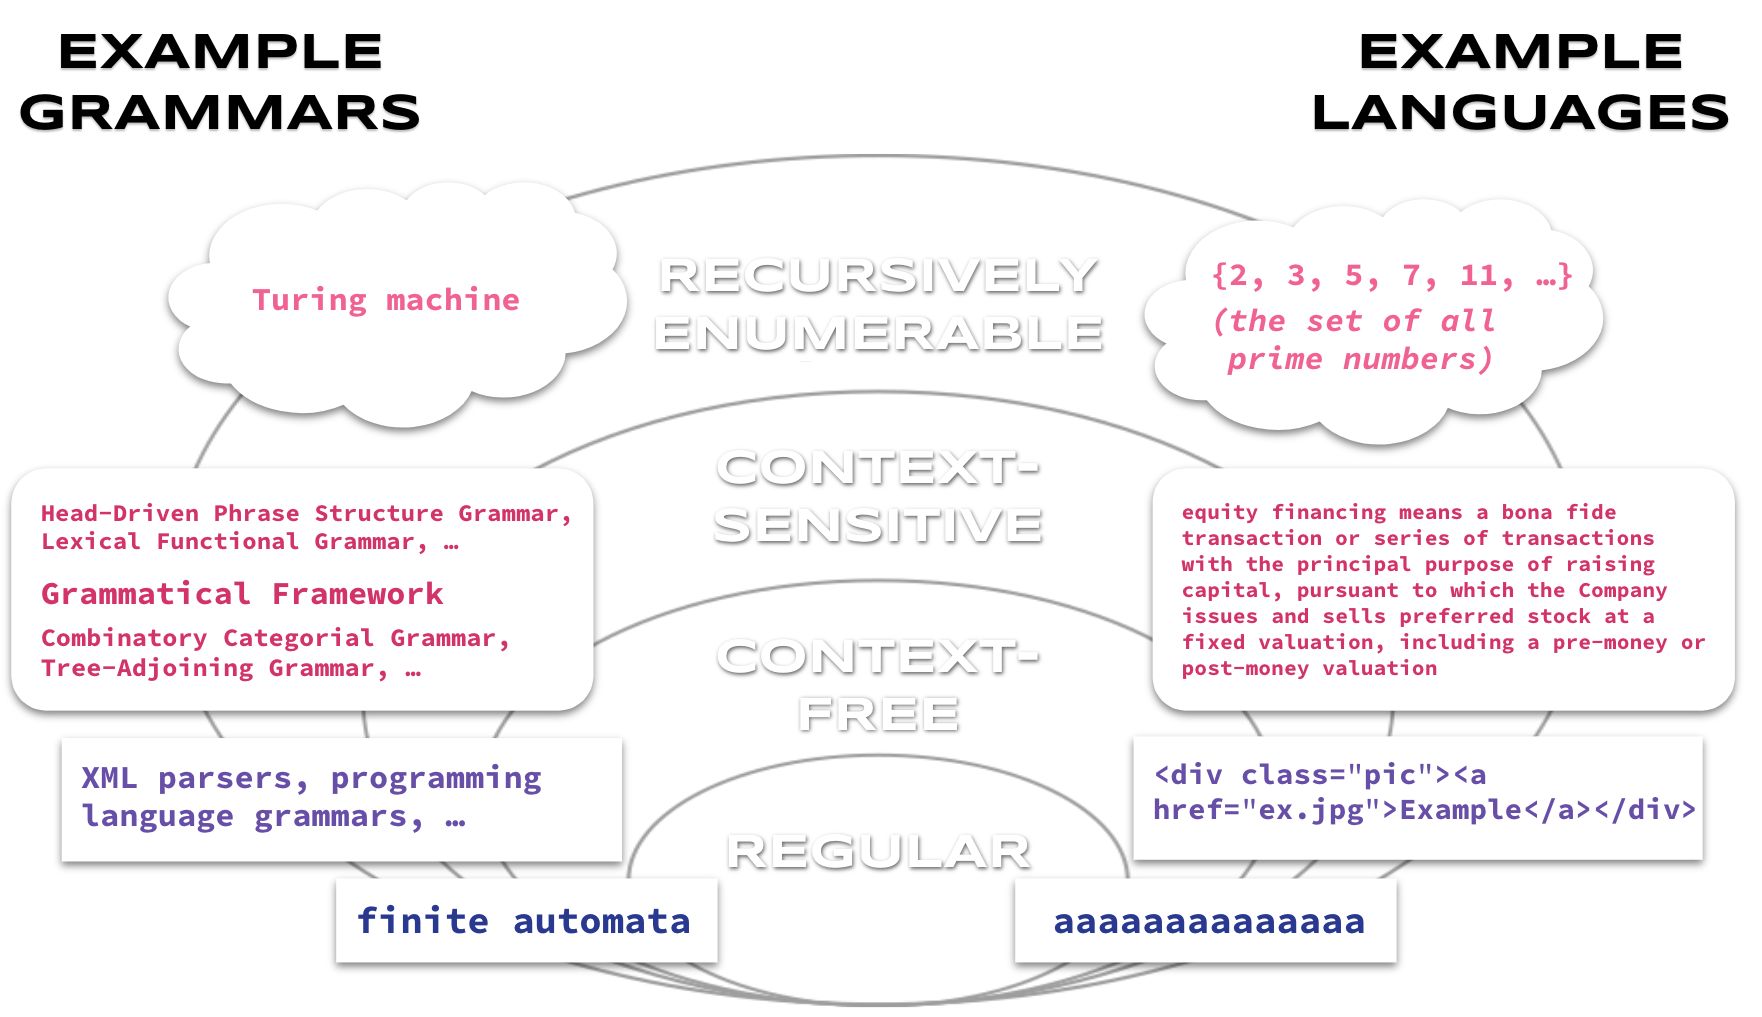 EXAMPLE
GRAMMARS
EXAMPLE
LANGUAGES
Turing machine
RECURSIVELY
ENUMERABLE
{2, 3, 5, 7, 11, …}
(the set of all
prime numbers)
Head-Driven Phrase Structure Grammar,
Lexical Functional Grammar, …
Grammatical Framework
Combinatory Categorial Grammar,
Tree-Adjoining Grammar, …
CONTEXT-
SENSITIVE
equity financing means a bona fide
transaction or series of transactions
with the principal purpose of raising
capital, pursuant to which the Company
issues and sells preferred stock at a
fixed valuation, including a pre-money or
post-money valuation
CONTEXT-
FREE
XML parsers, programming
language grammars, …
<div class="pic"><a
href="ex.jpg">Example</a></div>
REGULAR
finite automata
aaaaaaaaaaaaaa